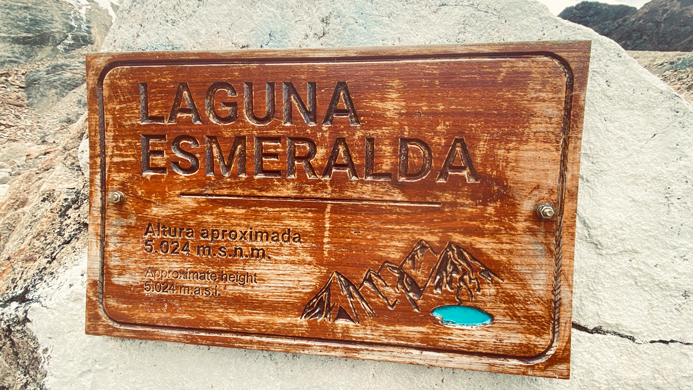 LAGUNA
ESMERALDA
Altura aproximada
5.024 m.s.n.m.
Approximate height
5.024 m.a.s.l.